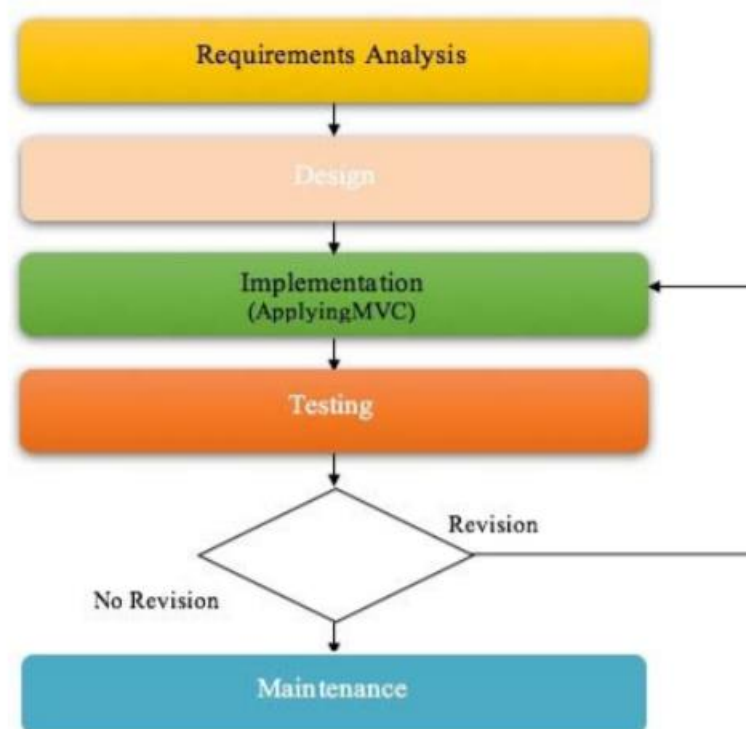 Requirements Analysis
Design
Implementation
(ApplyingMVC)
Testing
Revision
No Revision
Maintenance